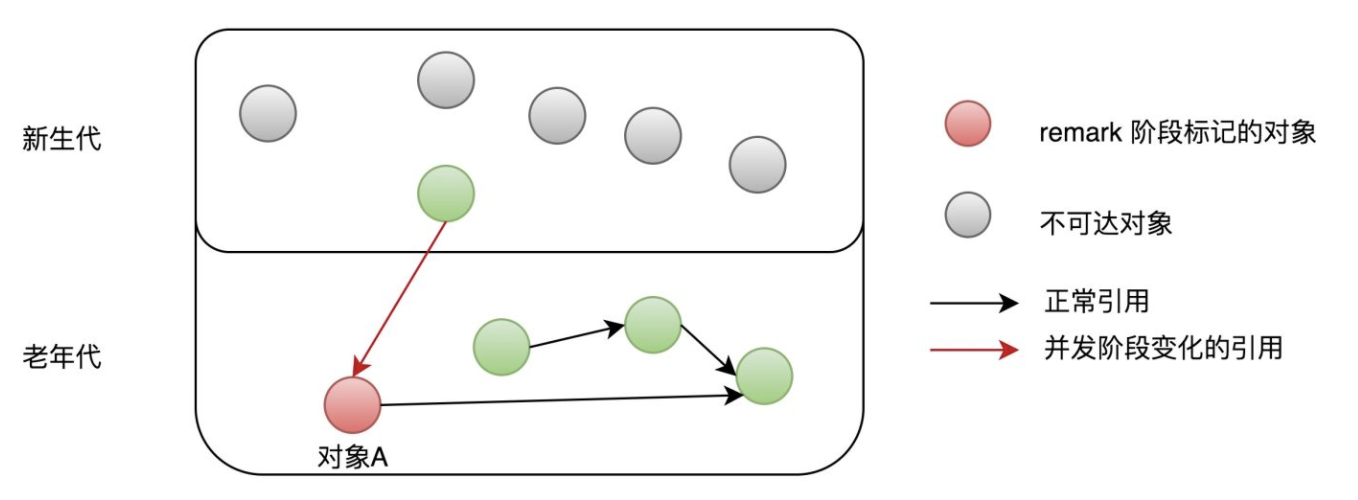 新生代
老年代
对象A
remark 阶段标记的对象
不可达对象
正常引用
并发阶段变化的引用